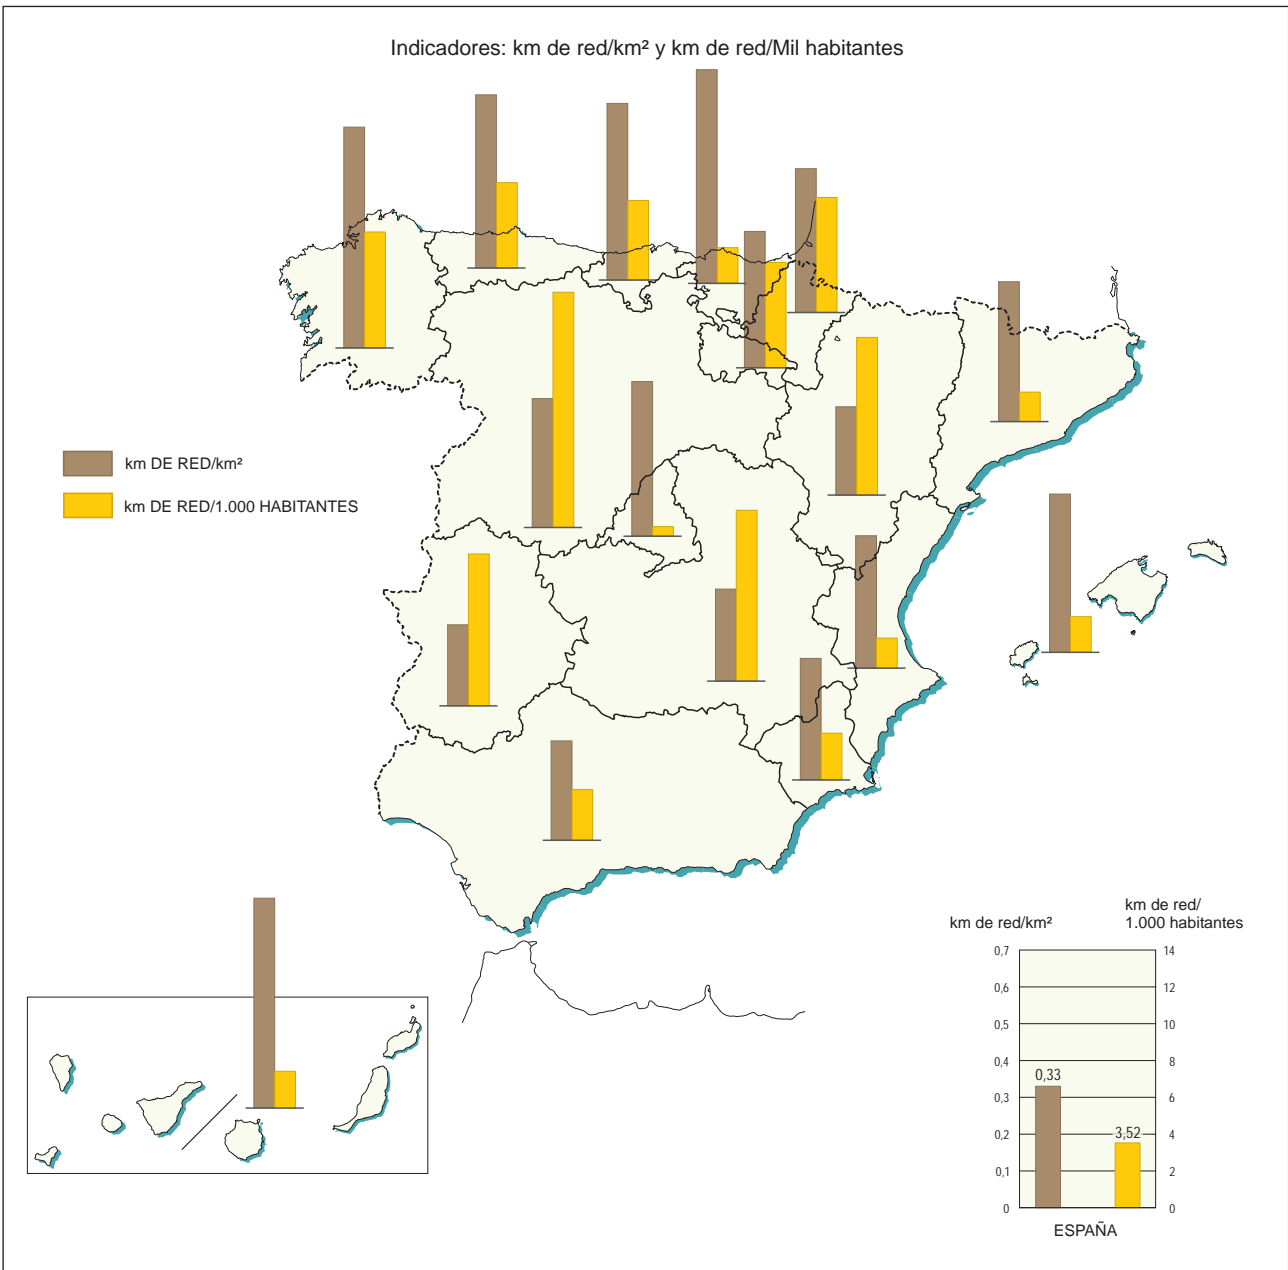 Indicadores: km de red/km² y km de red/Mil habitantes
km DE RED/km²
km DE RED/1.000 HABITANTES
km de red/km²
km de red/
1.000 habitantes
0,7
14
0,6
12
0,5
10
0,4
8
0,33
0,3
6
3,52
0,2
4
0,1
2
0
0
ESPAÑA